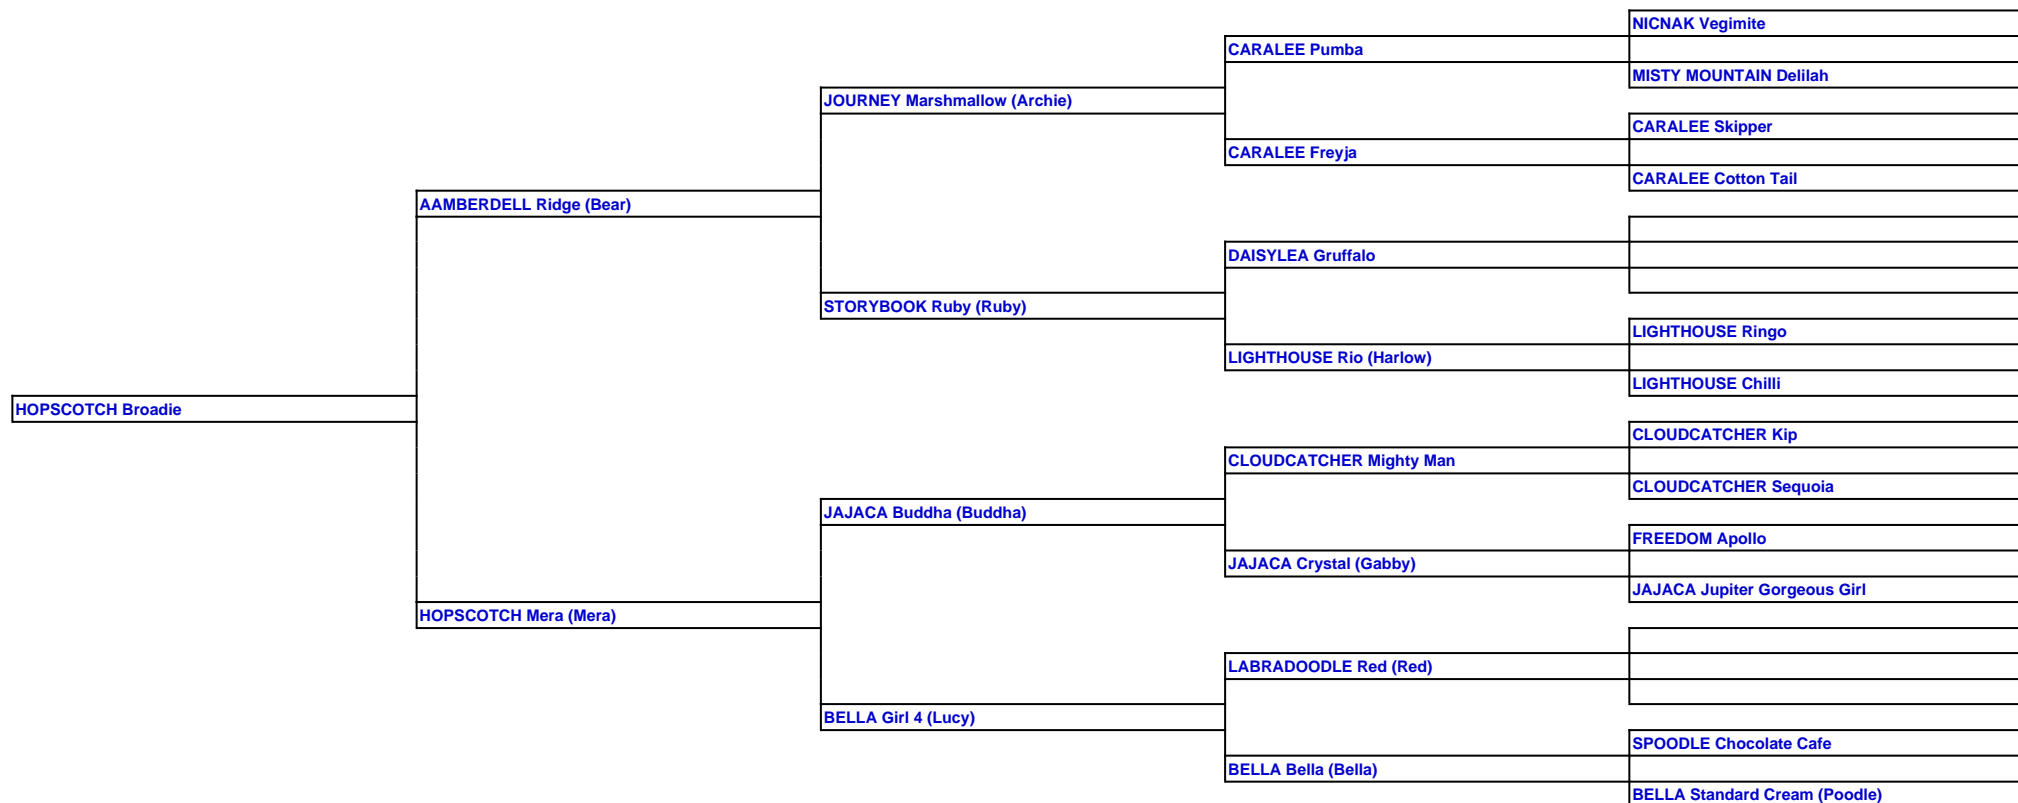 NICNAK Vegimite
CARALEE Pumba
MISTY MOUNTAIN Delilah
JOURNEY Marshmallow (Archie)
CARALEE Skipper
CARALEE Freyja
CARALEE Cotton Tail
AAMBERDELL Ridge (Bear)
DAISYLEA Gruffalo
STORYBOOK Ruby (Ruby)
LIGHTHOUSE Ringo
LIGHTHOUSE Rio (Harlow)
LIGHTHOUSE Chilli
HOPSCOTCH Broadie
CLOUDCATCHER Kip
CLOUDCATCHER Mighty Man
CLOUDCATCHER Sequoia
JAJACA Buddha (Buddha)
FREEDOM Apollo
JAJACA Crystal (Gabby)
JAJACA Jupiter Gorgeous Girl
HOPSCOTCH Mera (Mera)
LABRADOODLE Red (Red)
BELLA Girl 4 (Lucy)
SPOODLE Chocolate Cafe
BELLA Bella (Bella)
BELLA Standard Cream (Poodle)